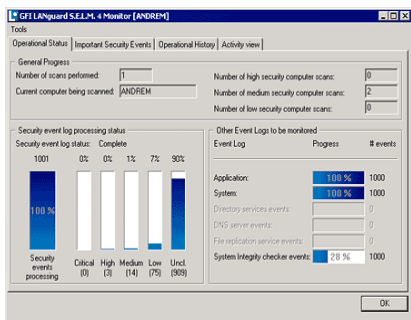 GFI LANguard S.E.L.M. 4 Monitor [ANDREM]
Tools
Operational Status Important Security Events Operational History Activity view
General Progress
Number of scans performed: 1
Current computer being scanned: ANDREM
Number of high security computer scans: 0
Number of medium security computer scans: 2
Number of low security computer scans: 0
Security event log processing status
Security event log status: Complete
1001 0% 0% 1% 7% 90%
100 %
Security events processing
Critical (0)
High (3)
Medium (14)
Low (75)
Uncl. (909)
Other Event Logs to be monitored
Event Log Progress # events
Application: 100 % 1000
System: 100 % 1000
Directory services events: 0
DNS server events: 0
File replication service events: 0
System Integrity checker events: 28 % 1000
OK